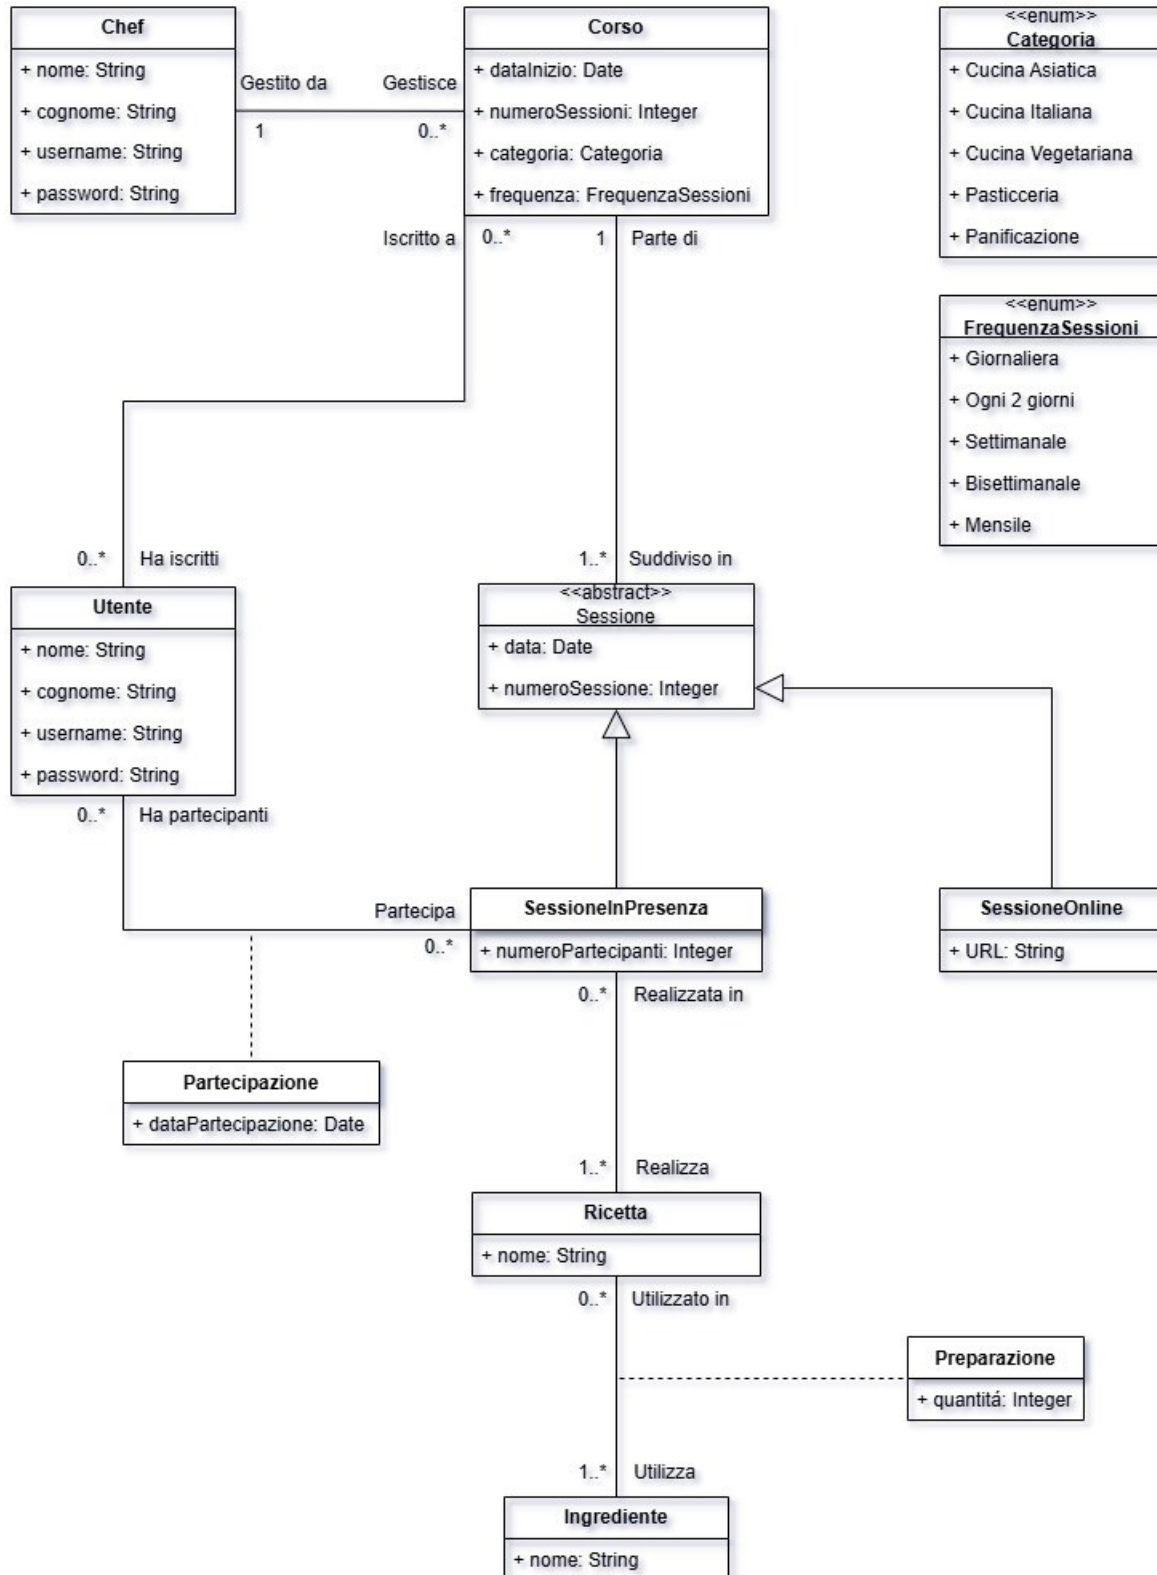 Chef
+ nome: String
+ cognome: String
+ username: String
+ password: String
Gestito da
Gestisce
1
0..*
Corso
+ dataInizio: Date
+ numeroSessioni: Integer
+ categoria: Categoria
+ frequenza: FrequenzaSessioni
<<enum>>
Categoria
+ Cucina Asiatica
+ Cucina Italiana
+ Cucina Vegetariana
+ Pasticceria
+ Panificazione
Iscritto a
0..*
1
Parte di
<<enum>>
FrequenzaSessioni
+ Giornaliera
+ Ogni 2 giorni
+ Settimanale
+ Bisettimanale
+ Mensile
0..*
Ha iscritti
1..*
Suddiviso in
Utente
+ nome: String
+ cognome: String
+ username: String
+ password: String
<<abstract>>
Sessione
+ data: Date
+ numeroSessione: Integer
0..*
Ha partecipanti
Partecipa
0..*
SessioneInPresenza
+ numeroPartecipanti: Integer
SessioneOnline
+ URL: String
0..*
Realizzata in
Partecipazione
+ dataPartecipazione: Date
1..*
Realizza
Ricetta
+ nome: String
0..*
Utilizzato in
Preparazione
+ quantitá: Integer
1..*
Utilizza
Ingrediente
+ nome: String